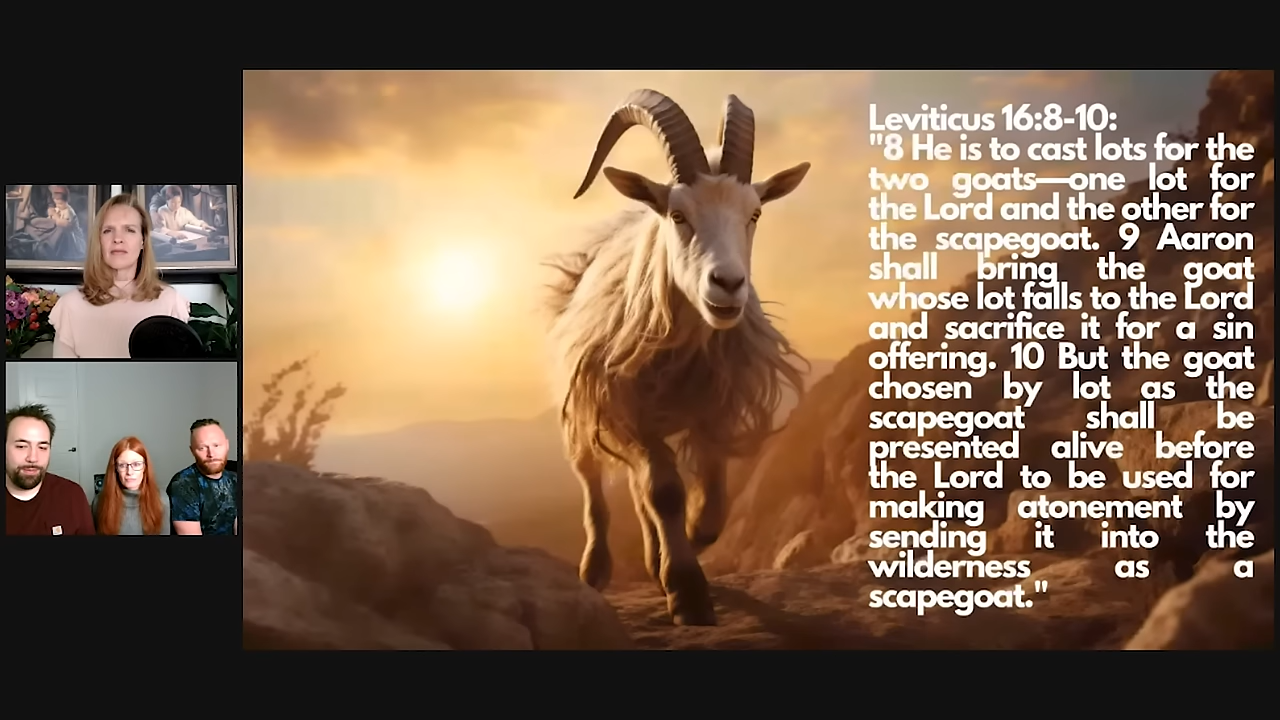 Leviticus 16:8-10:
"8 He is to cast lots for the
two goats—one lot for
the Lord and the other for
the scapegoat. 9 Aaron
shall bring the goat
whose lot falls to the Lord
and sacrifice it for a sin
offering. 10 But the goat
chosen by lot as the
scapegoat shall be
presented alive before
the Lord to be used for
making atonement by
sending it into the
wilderness as a
scapegoat."